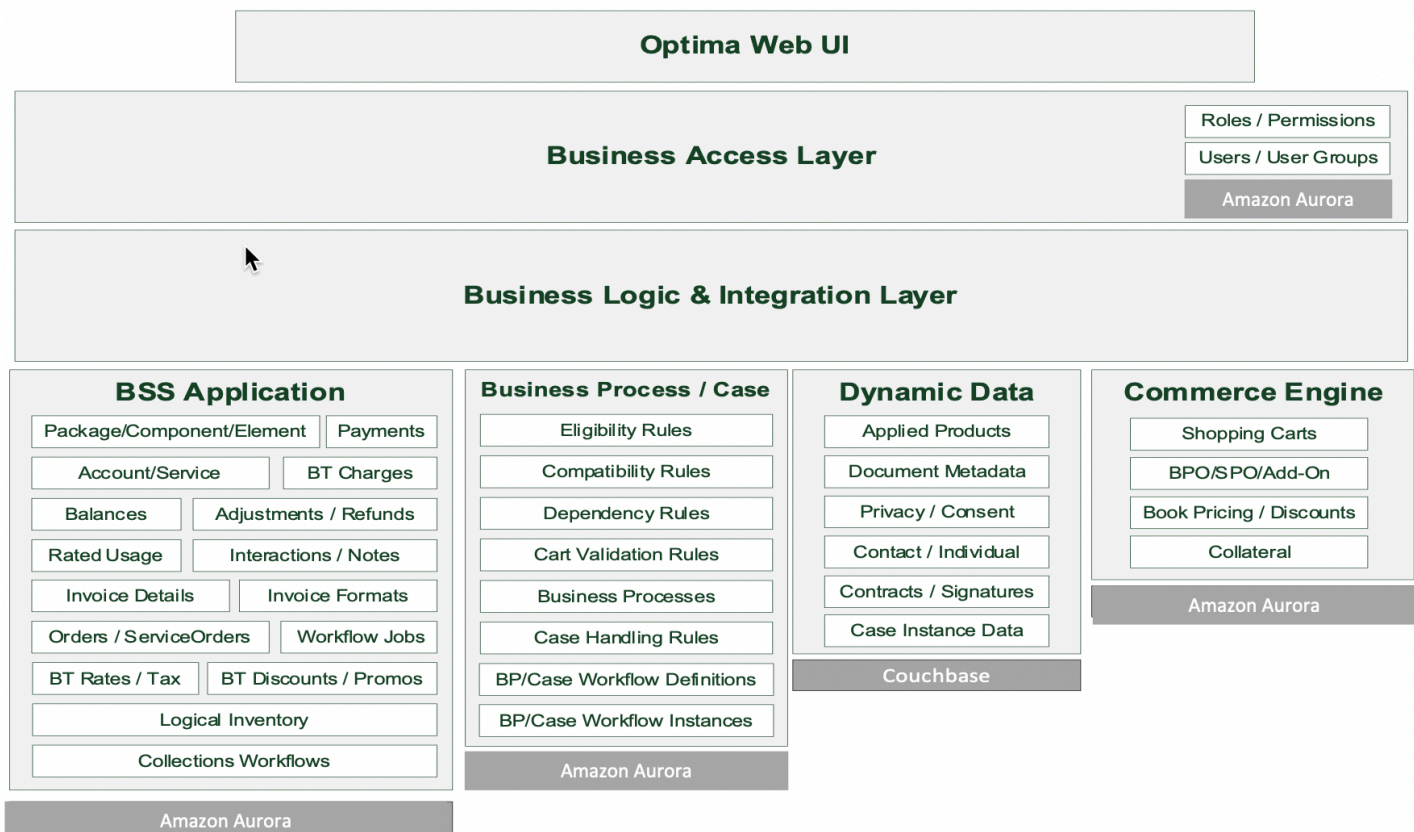 Optima Web UI
Business Access Layer
Roles / Permissions
Users / User Groups
Amazon Aurora
Business Logic & Integration Layer
BSS Application
Package/Component/Element
Payments
Account/Service
BT Charges
Balances
Adjustments / Refunds
Rated Usage
Interactions / Notes
Invoice Details
Invoice Formats
Orders / ServiceOrders
Workflow Jobs
BT Rates / Tax
BT Discounts / Promos
Logical Inventory
Collections Workflows
Amazon Aurora
Business Process / Case
Eligibility Rules
Compatibility Rules
Dependency Rules
Cart Validation Rules
Business Processes
Case Handling Rules
BP/Case Workflow Definitions
BP/Case Workflow Instances
Amazon Aurora
Dynamic Data
Applied Products
Document Metadata
Privacy / Consent
Contact / Individual
Contracts / Signatures
Case Instance Data
Couchbase
Commerce Engine
Shopping Carts
BPO/SPO/Add-On
Book Pricing / Discounts
Collateral
Amazon Aurora